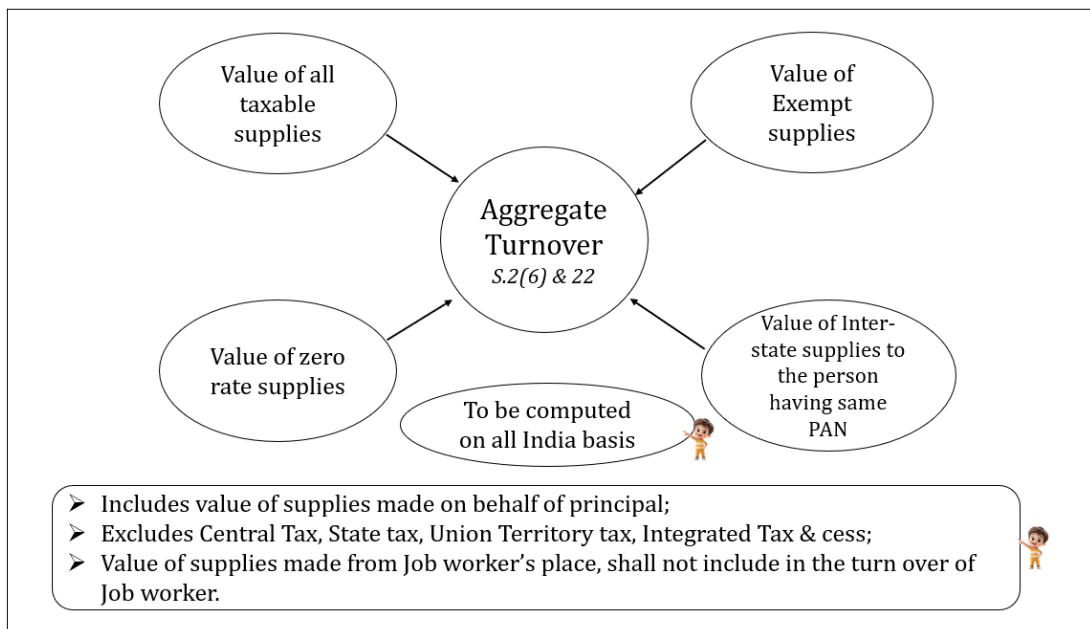 Value of all
taxable
supplies
Value of
Exempt
supplies
Aggregate
Turnover
S.2(6) & 22
Value of zero
rate supplies
Value of Inter-
state supplies to
the person
having same
PAN
To be computed
on all India basis
➢ Includes value of supplies made on behalf of principal;
➢ Excludes Central Tax, State tax, Union Territory tax, Integrated Tax & cess;
➢ Value of supplies made from Job worker’s place, shall not include in the turn over of
Job worker.